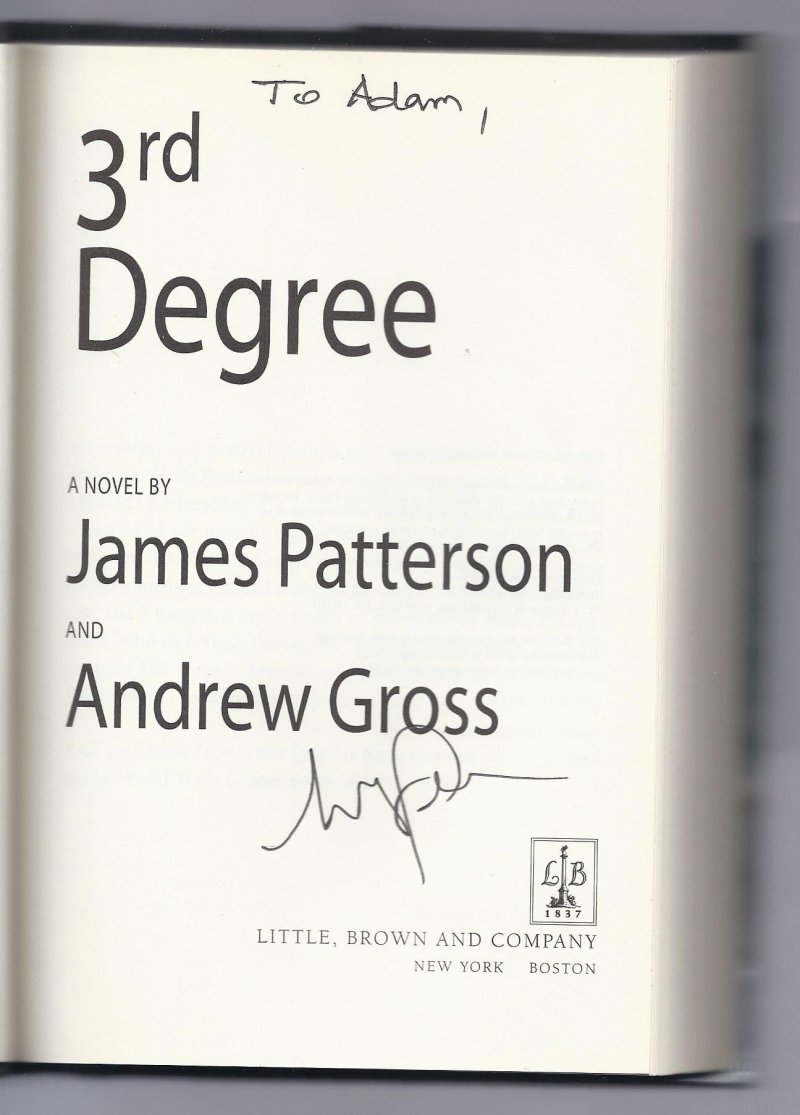 To Adam,
3rd
Degree
A NOVEL BY
James Patterson
AND
Andrew Gross
L B
1837
LITTLE, BROWN AND COMPANY
NEW YORK BOSTON